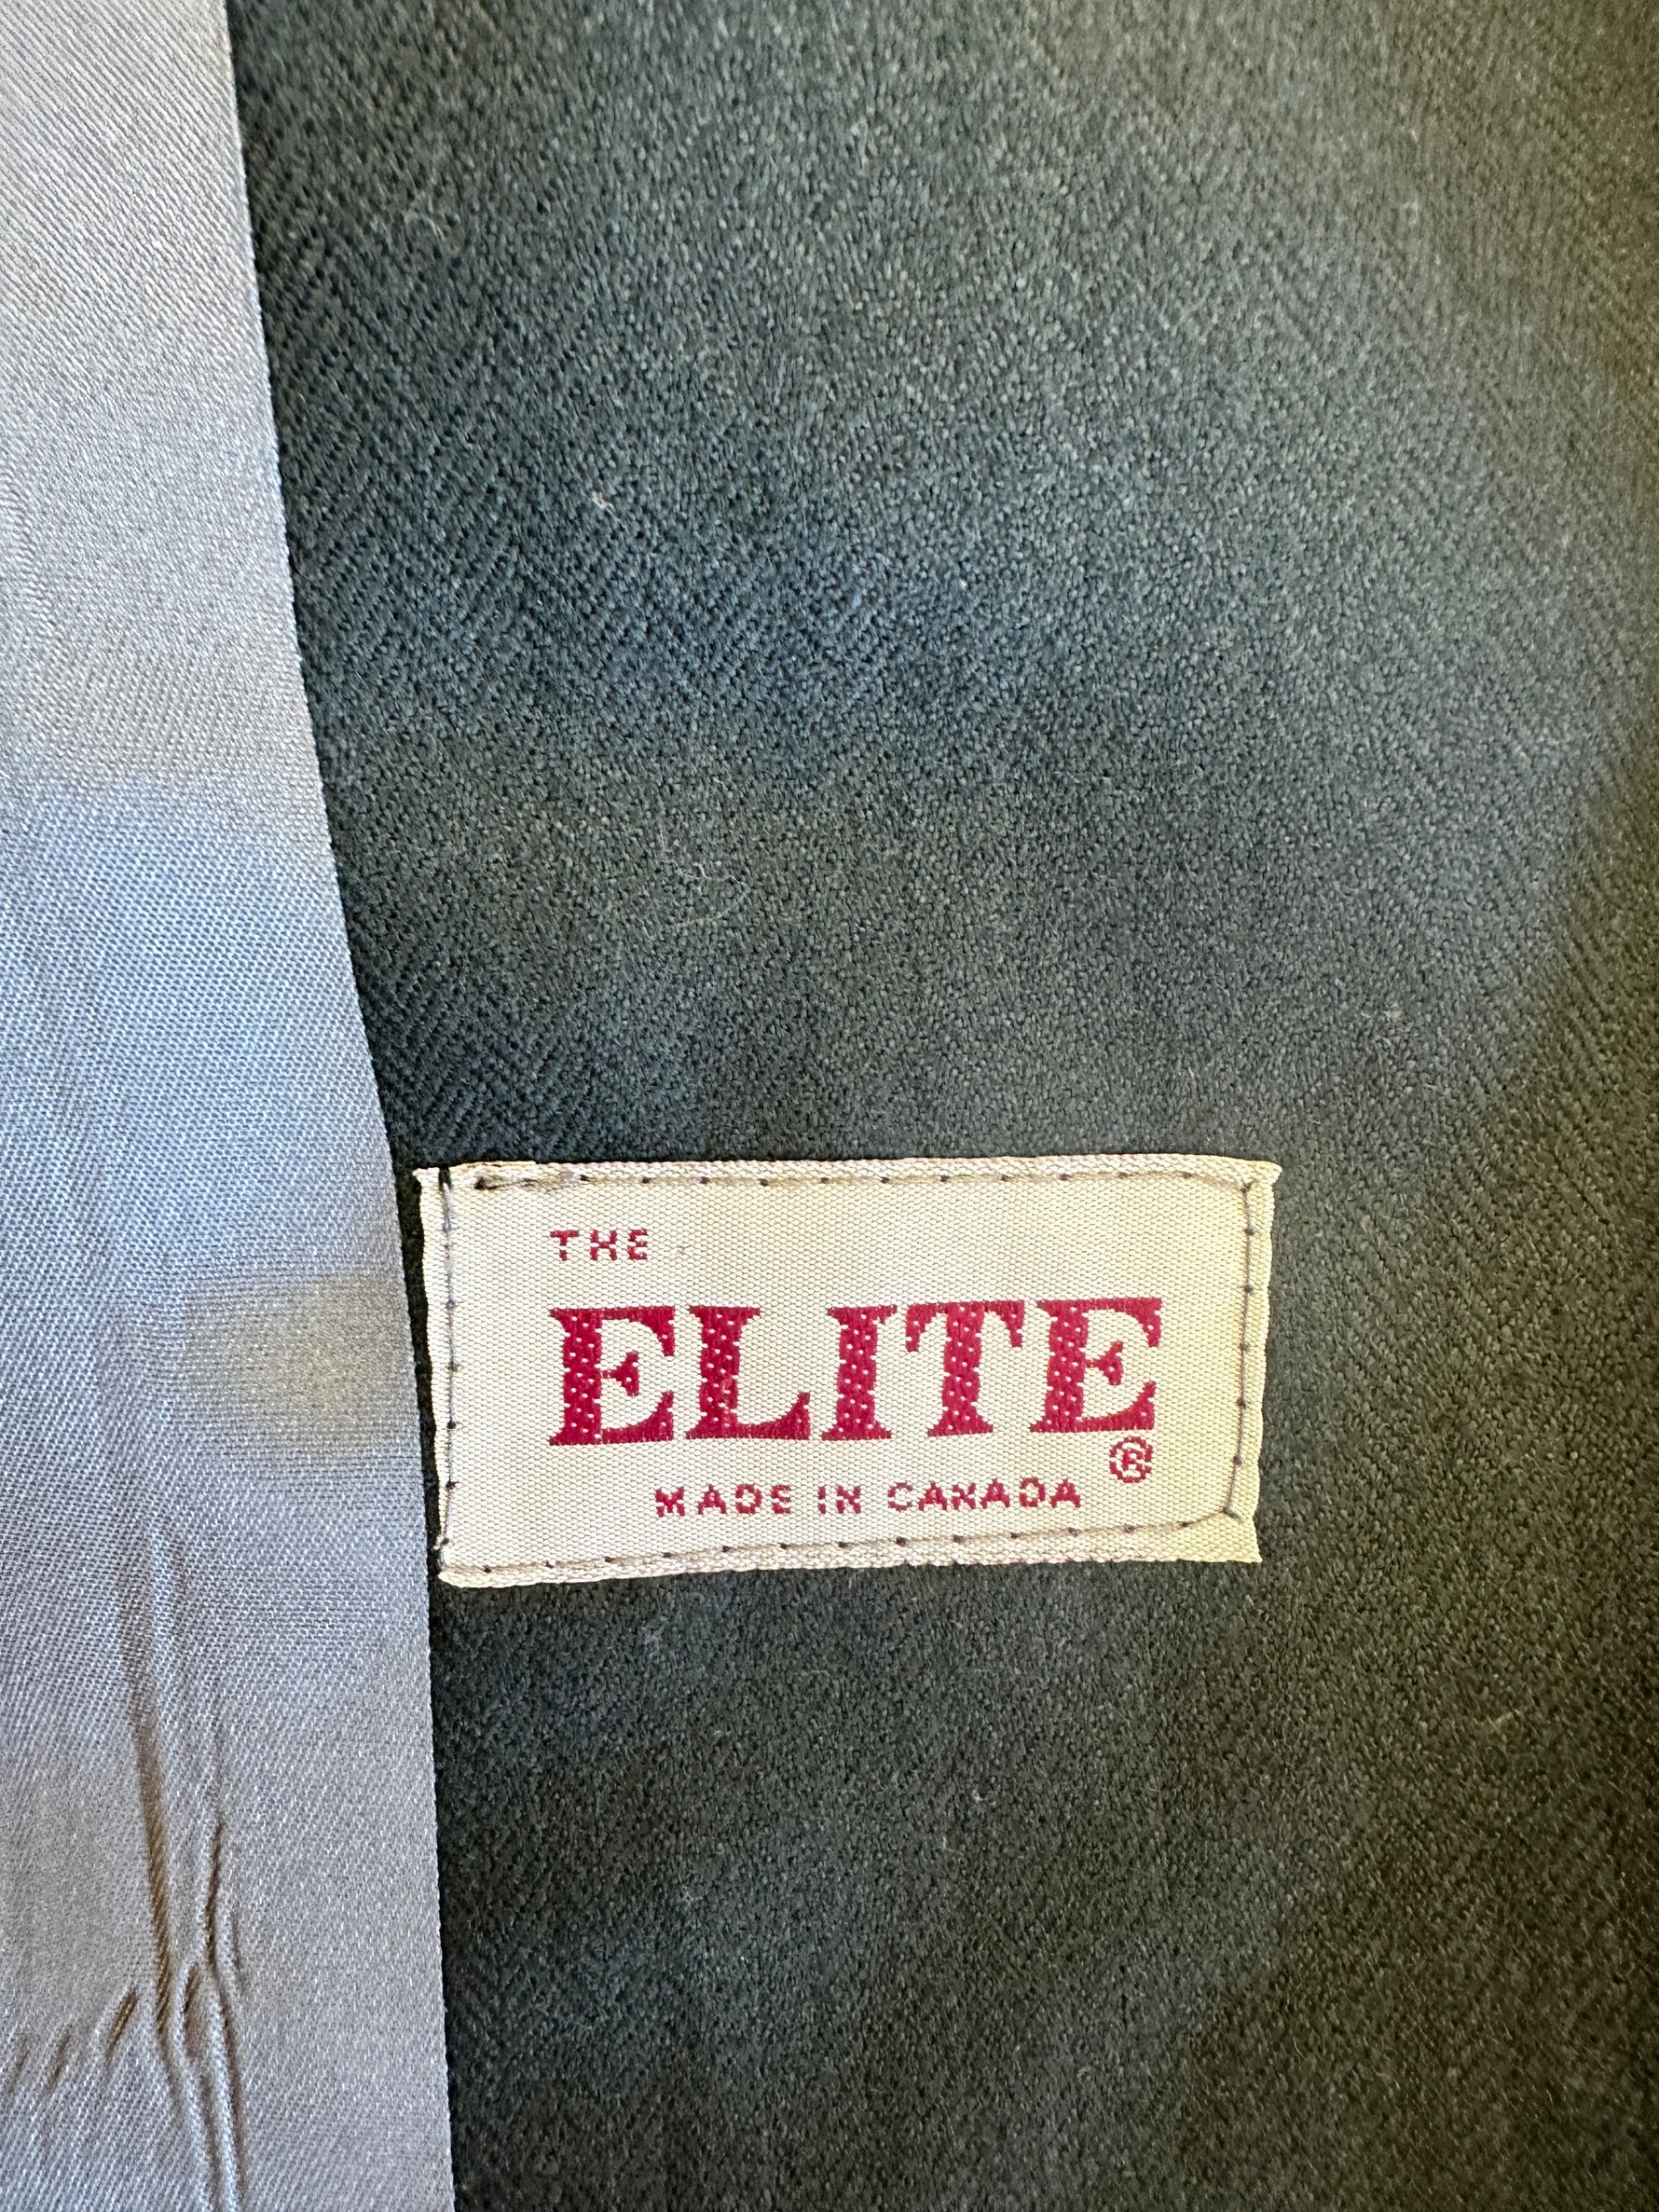 THE
ELITE
®
MADE IN CANADA